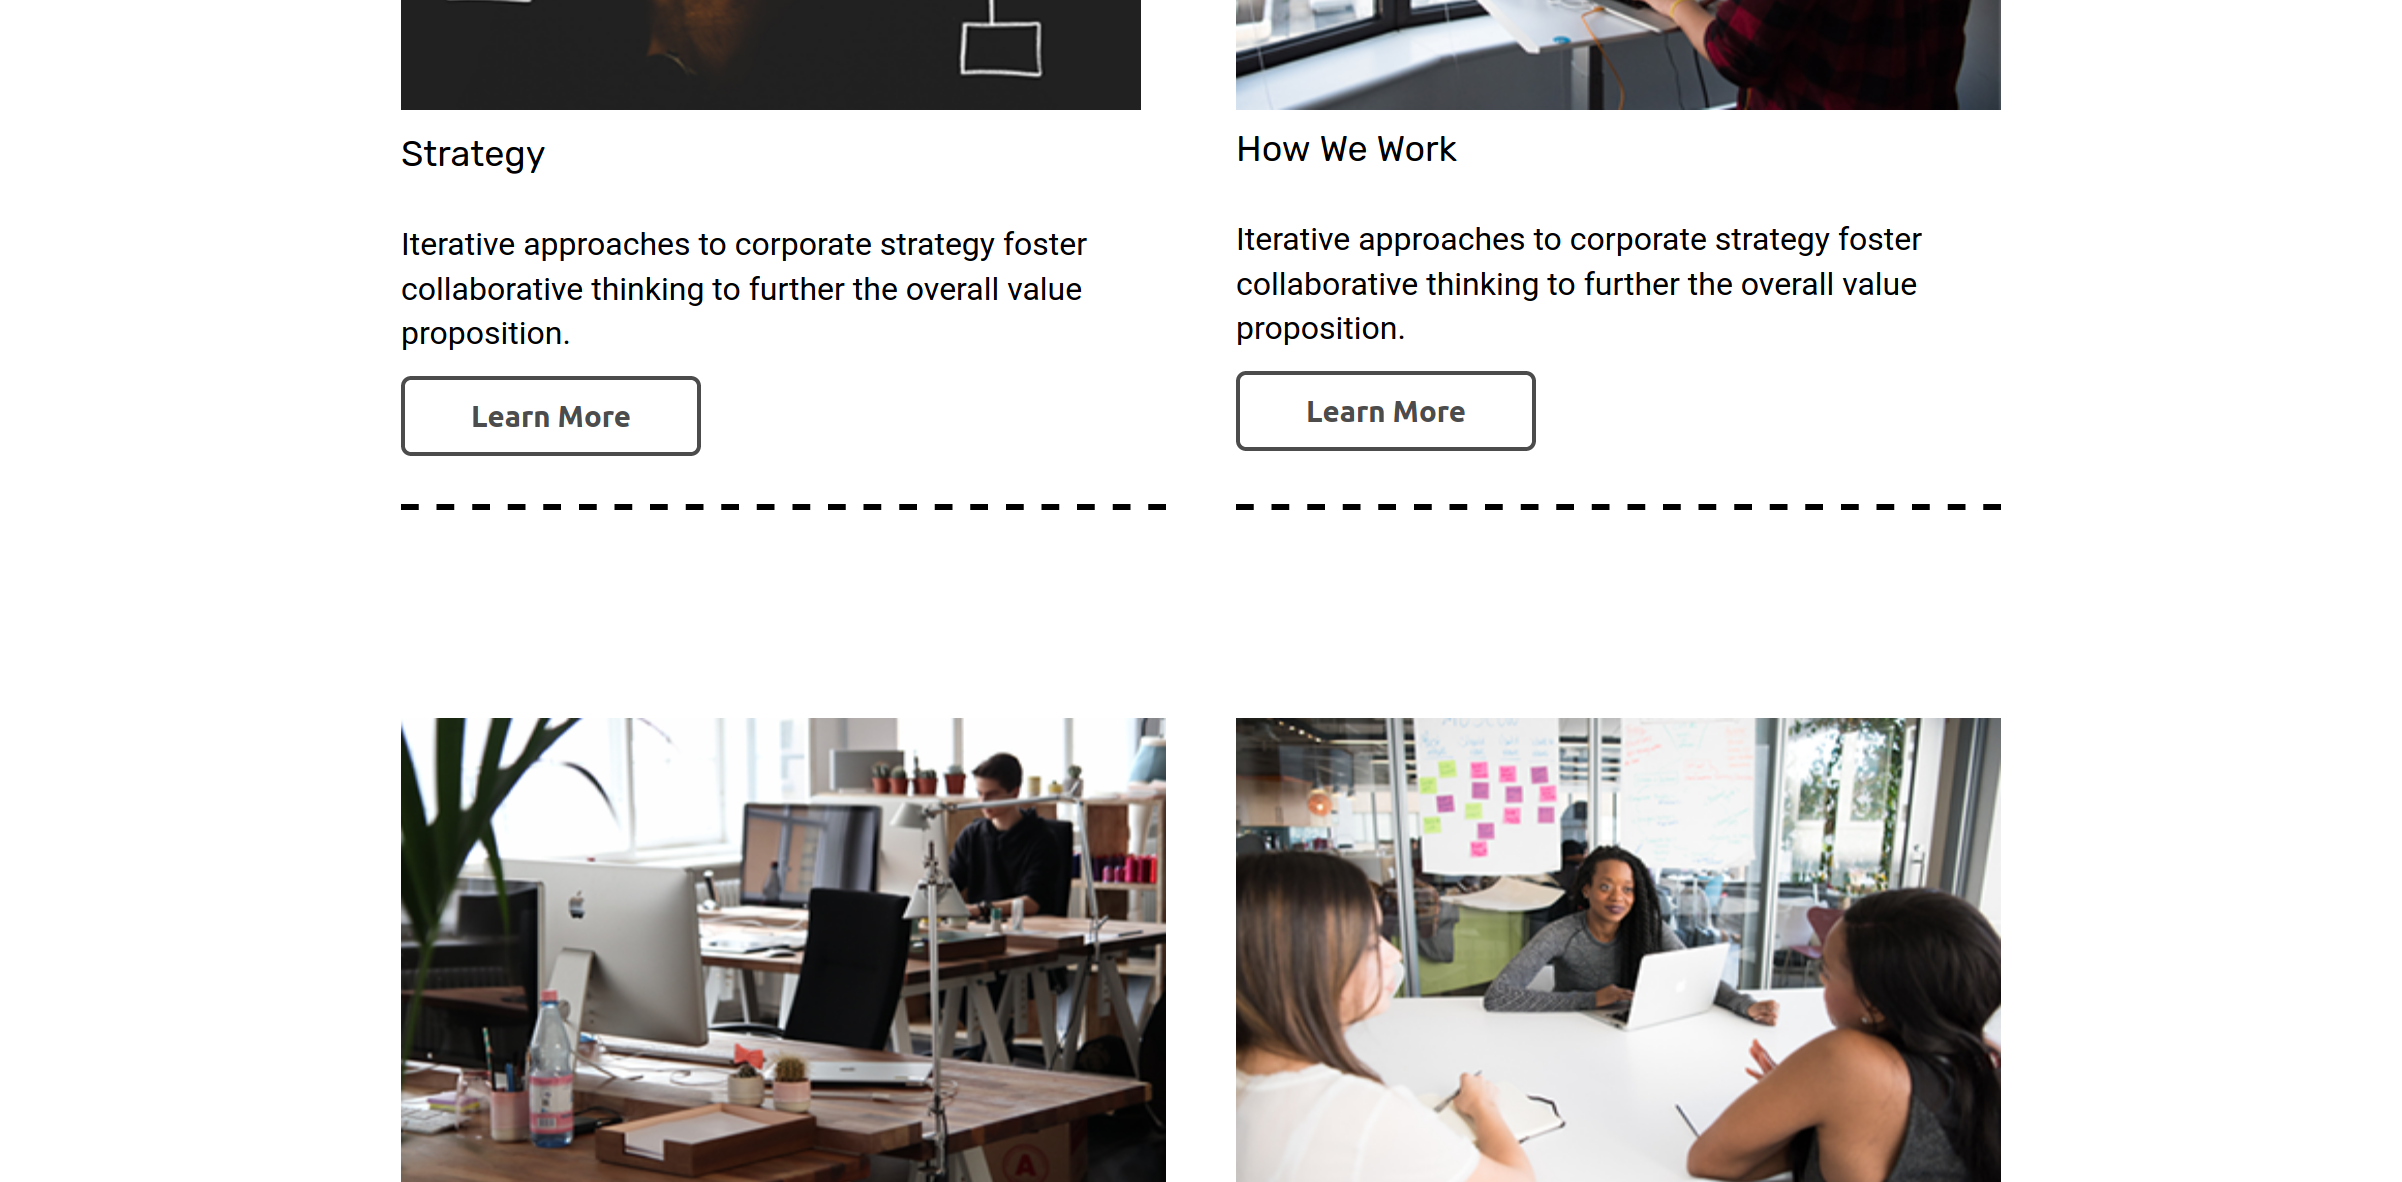 Strategy
Iterative approaches to corporate strategy foster
collaborative thinking to further the overall value
proposition.
Learn More
How We Work
Iterative approaches to corporate strategy foster
collaborative thinking to further the overall value
proposition.
Learn More
A